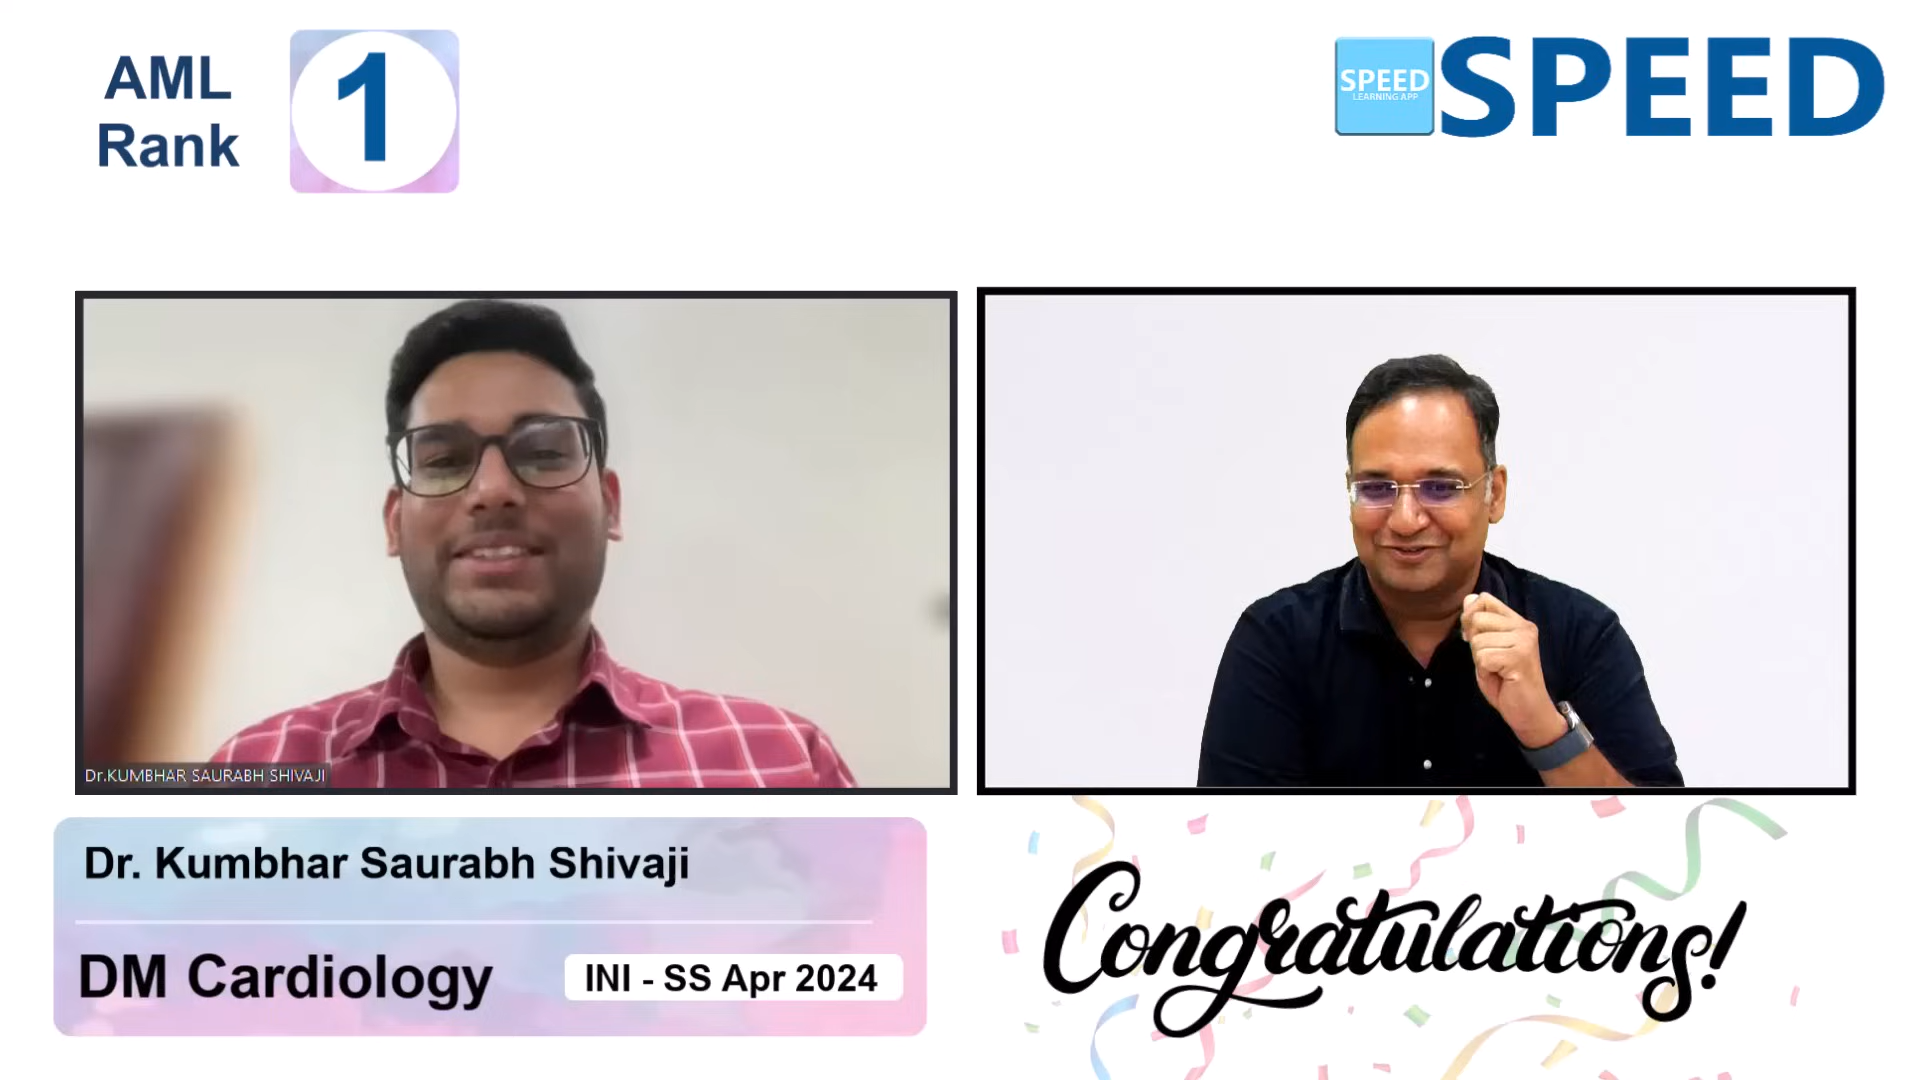 AML
Rank
1
SPEED
LEARNING APP
SPEED
Dr.KUMBHAR SAURABH SHIVAJI
Dr. Kumbhar Saurabh Shivaji
DM Cardiology
INI - SS Apr 2024
Congratulations!